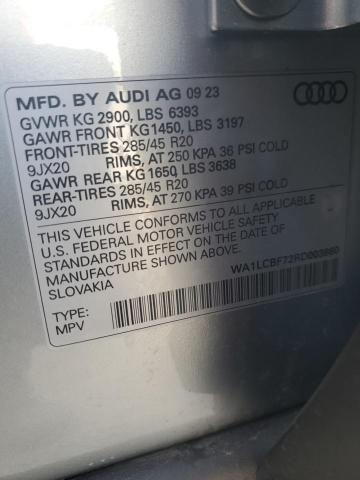 MFD. BY AUDI AG 09 23
GVWR KG 2900, LBS 6393
GAWR FRONT KG1450, LBS 3197
FRONT-TIRES 285/45 R20
9JX20 RIMS, AT 250 KPA 36 PSI COLD
GAWR REAR KG 1650, LBS 3638
REAR-TIRES 285/45 R20
9JX20 RIMS, AT 270 KPA 39 PSI COLD
THIS VEHICLE CONFORMS TO ALL APPLICABLE
U.S. FEDERAL MOTOR VEHICLE SAFETY
STANDARDS IN EFFECT ON THE DATE OF
MANUFACTURE SHOWN ABOVE.
SLOVAKIA
WA1LCBF72RD003860
TYPE:
MPV